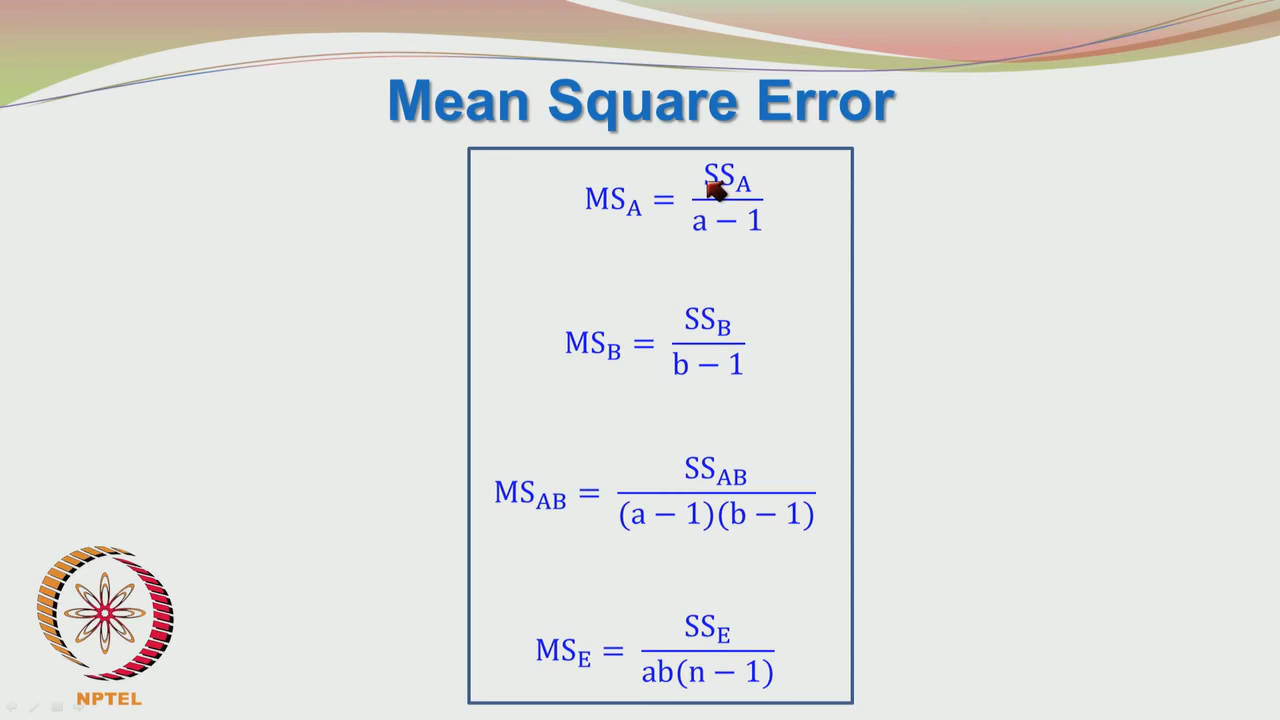 Mean Square Error
MS_A = SS_A / (a − 1)
MS_B = SS_B / (b − 1)
MS_AB = SS_AB / ((a − 1)(b − 1))
MS_E = SS_E / (ab(n − 1))
NPTEL